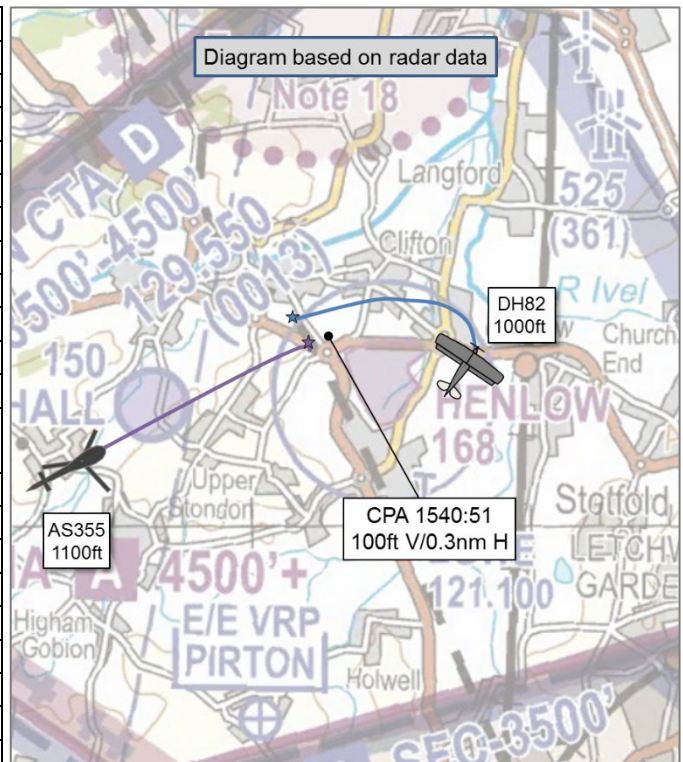 Diagram based on radar data
Note 18
CTA D
3500'-4500'
129.550
(0013)
Langford
525
(361)
Clifton
R Ivel
DH82
1000ft
Church
End
150
HALL
HENLOW
168
Upper
Stondon
CPA 1540:51
100ft V/0.3nm H
Stotfold
LETCHW
GARDE
AS355
1100ft
A 4500'+
121.100
E/E VRP
PIRTON
Higham
Gobion
Holwell
SEC-3500'